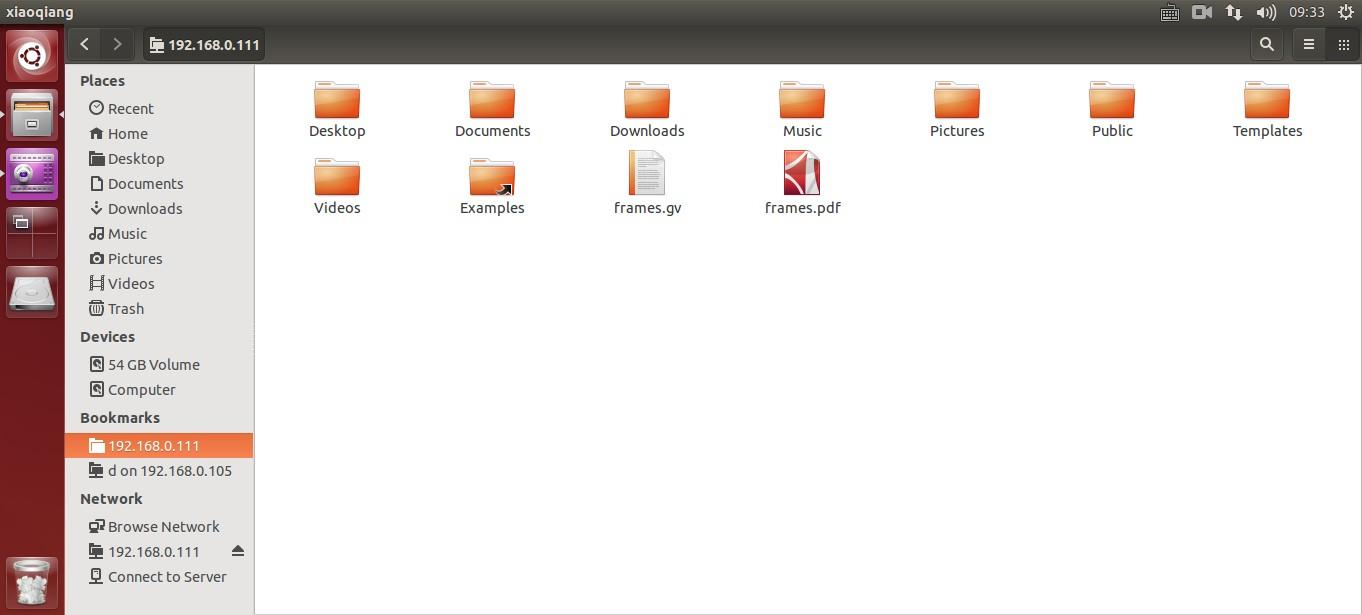 xiaoqiang
09:33
192.168.0.111
Places
Recent
Home
Desktop
Documents
Downloads
Music
Pictures
Videos
Trash
Devices
54 GB Volume
Computer
Bookmarks
192.168.0.111
d on 192.168.0.105
Network
Browse Network
192.168.0.111
Connect to Server
Desktop Documents Downloads Music Pictures Public Templates
Videos Examples frames.gv frames.pdf